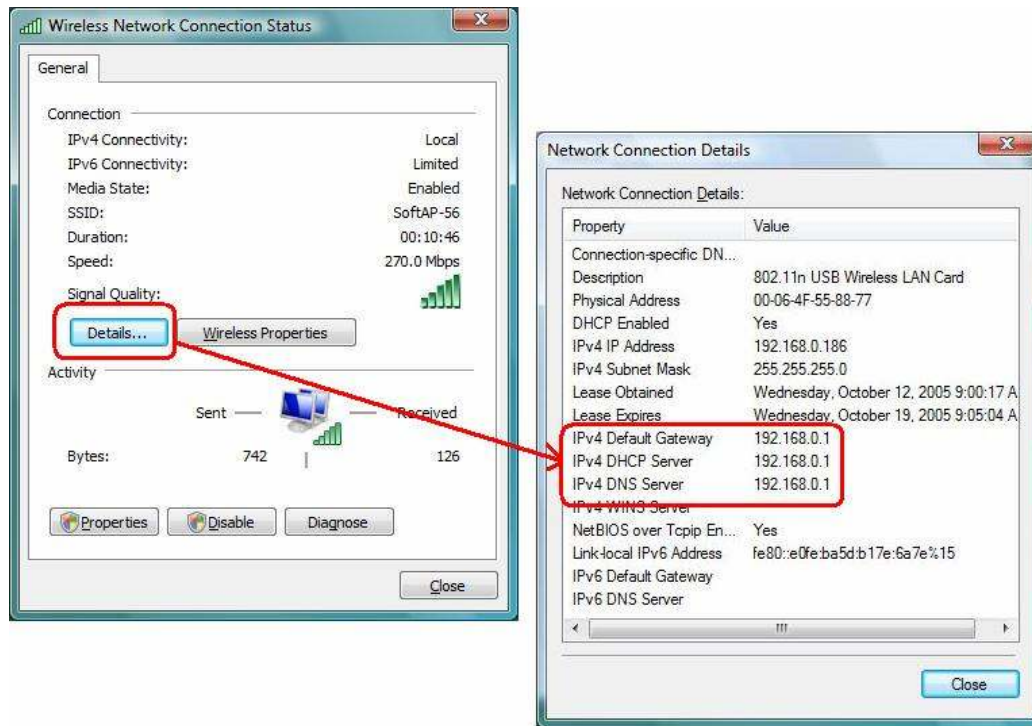 Wireless Network Connection Status
General
Connection
IPv4 Connectivity: Local
IPv6 Connectivity: Limited
Media State: Enabled
SSID: SoftAP-56
Duration: 00:10:46
Speed: 270.0 Mbps
Signal Quality:
Details... Wireless Properties
Activity
Sent Received
Bytes: 742 126
Properties Disable Diagnose
Close
Network Connection Details
Network Connection Details:
Property Value
Connection-specific DN...
Description 802.11n USB Wireless LAN Card
Physical Address 00-06-4F-55-88-77
DHCP Enabled Yes
IPv4 IP Address 192.168.0.186
IPv4 Subnet Mask 255.255.255.0
Lease Obtained Wednesday, October 12, 2005 9:00:17 A
Lease Expires Wednesday, October 19, 2005 9:05:04 A
IPv4 Default Gateway 192.168.0.1
IPv4 DHCP Server 192.168.0.1
IPv4 DNS Server 192.168.0.1
IPv4 WINS Server
NetBIOS over Tcpip En... Yes
Link-local IPv6 Address fe80::e0fe:ba5d:b17e:6a7e%15
IPv6 Default Gateway
IPv6 DNS Server
Close